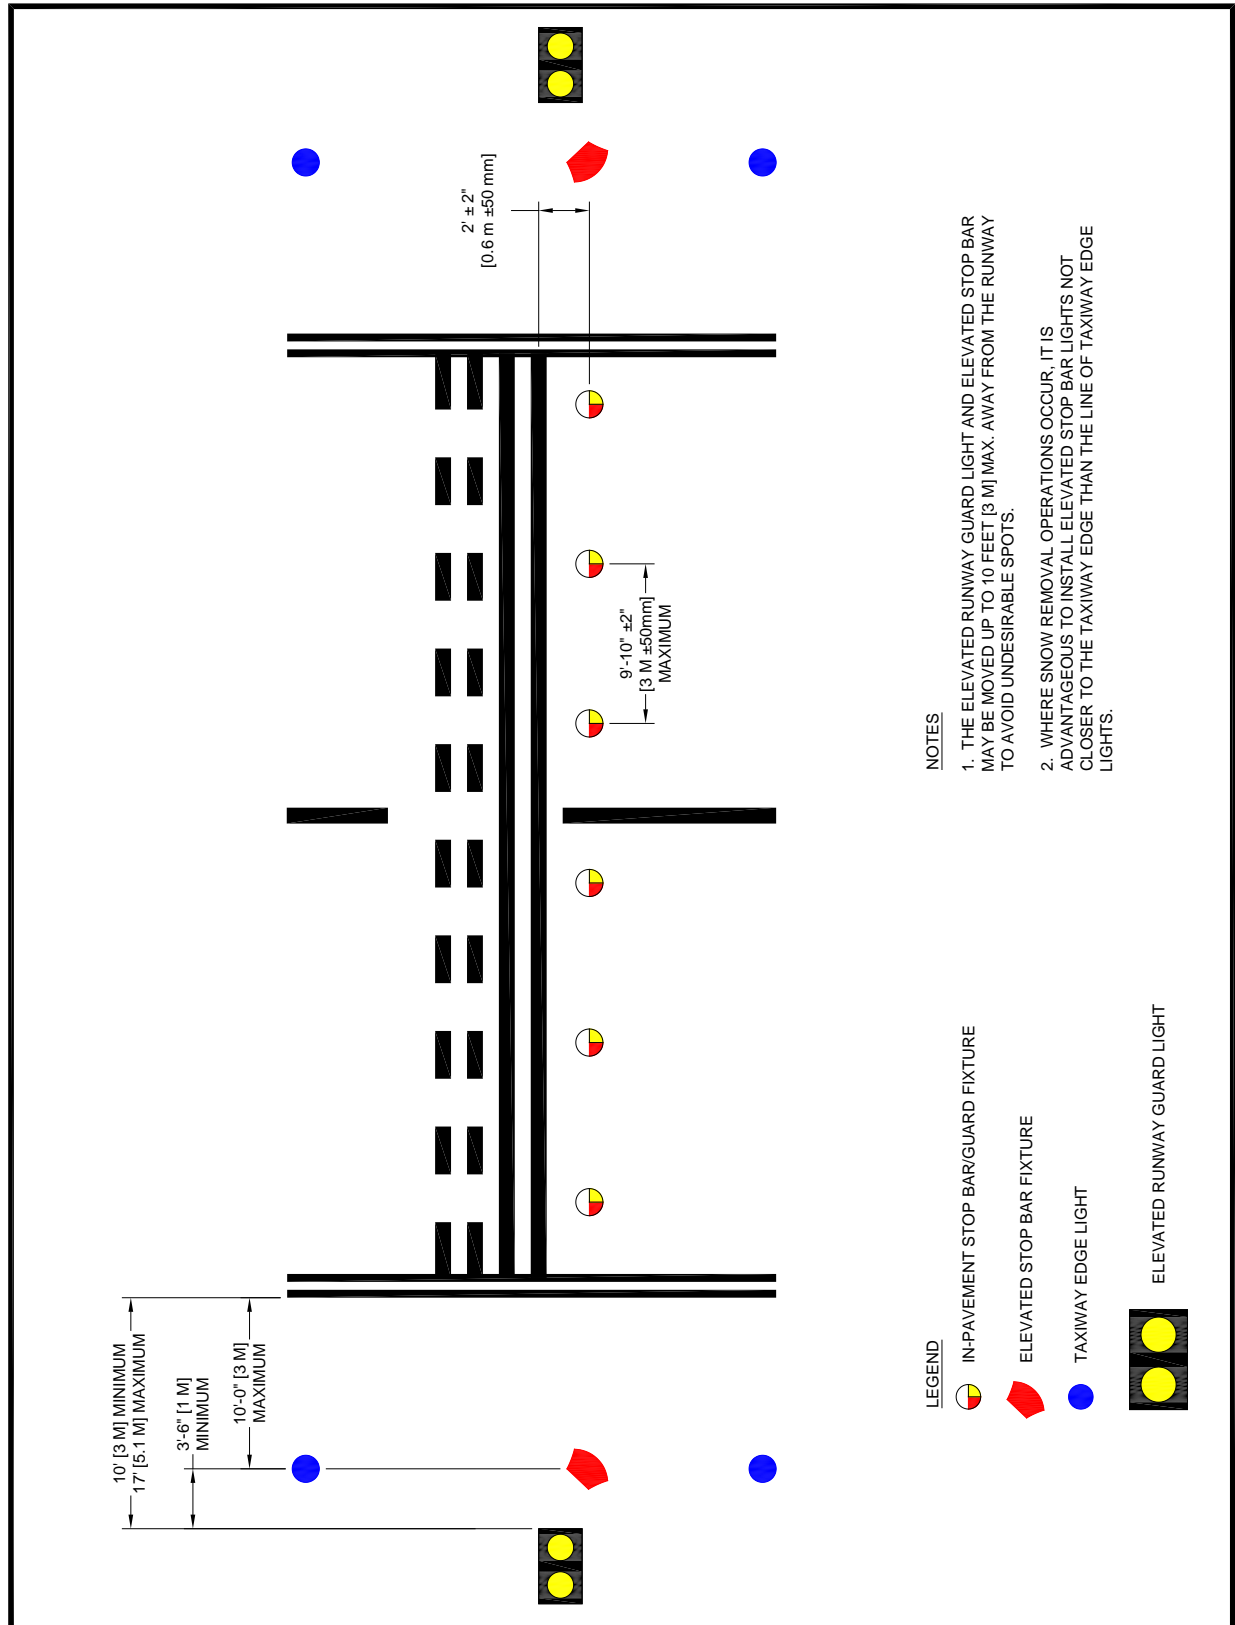 10' [3 M] MINIMUM
17' [5.1 M] MAXIMUM
3'-6" [1 M]
MINIMUM
10'-0" [3 M]
MAXIMUM
9'-10" ±2"
[3 M ±50mm]
MAXIMUM
2' ± 2"
[0.6 m ±50 mm]
LEGEND
IN-PAVEMENT STOP BAR/GUARD FIXTURE
ELEVATED STOP BAR FIXTURE
TAXIWAY EDGE LIGHT
ELEVATED RUNWAY GUARD LIGHT
NOTES
1. THE ELEVATED RUNWAY GUARD LIGHT AND ELEVATED STOP BAR
MAY BE MOVED UP TO 10 FEET [3 M] MAX. AWAY FROM THE RUNWAY
TO AVOID UNDESIRABLE SPOTS.
2. WHERE SNOW REMOVAL OPERATIONS OCCUR, IT IS
ADVANTAGEOUS TO INSTALL ELEVATED STOP BAR LIGHTS NOT
CLOSER TO THE TAXIWAY EDGE THAN THE LINE OF TAXIWAY EDGE
LIGHTS.